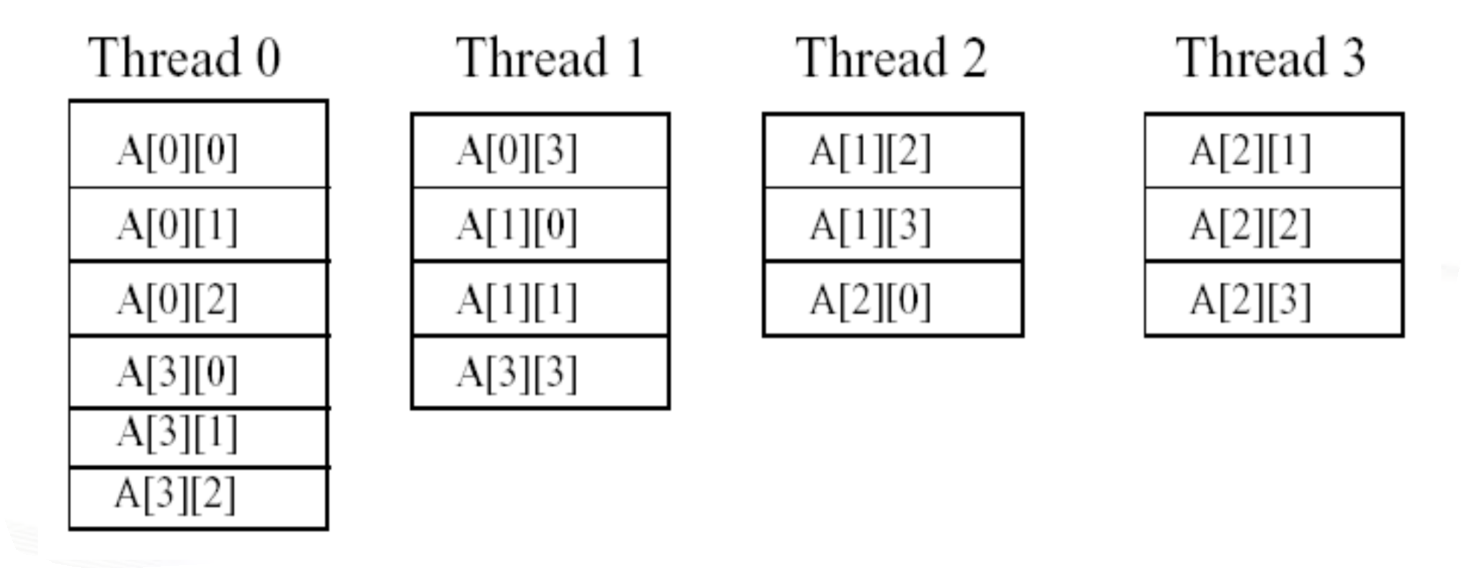 Thread 0 Thread 1 Thread 2 Thread 3
A[0][0] A[0][3] A[1][2] A[2][1]
A[0][1] A[1][0] A[1][3] A[2][2]
A[0][2] A[1][1] A[2][0] A[2][3]
A[3][0] A[3][3]
A[3][1]
A[3][2]